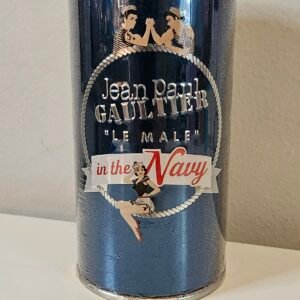 Jean Paul
GAULTIER
"LE MALE"
in the Navy